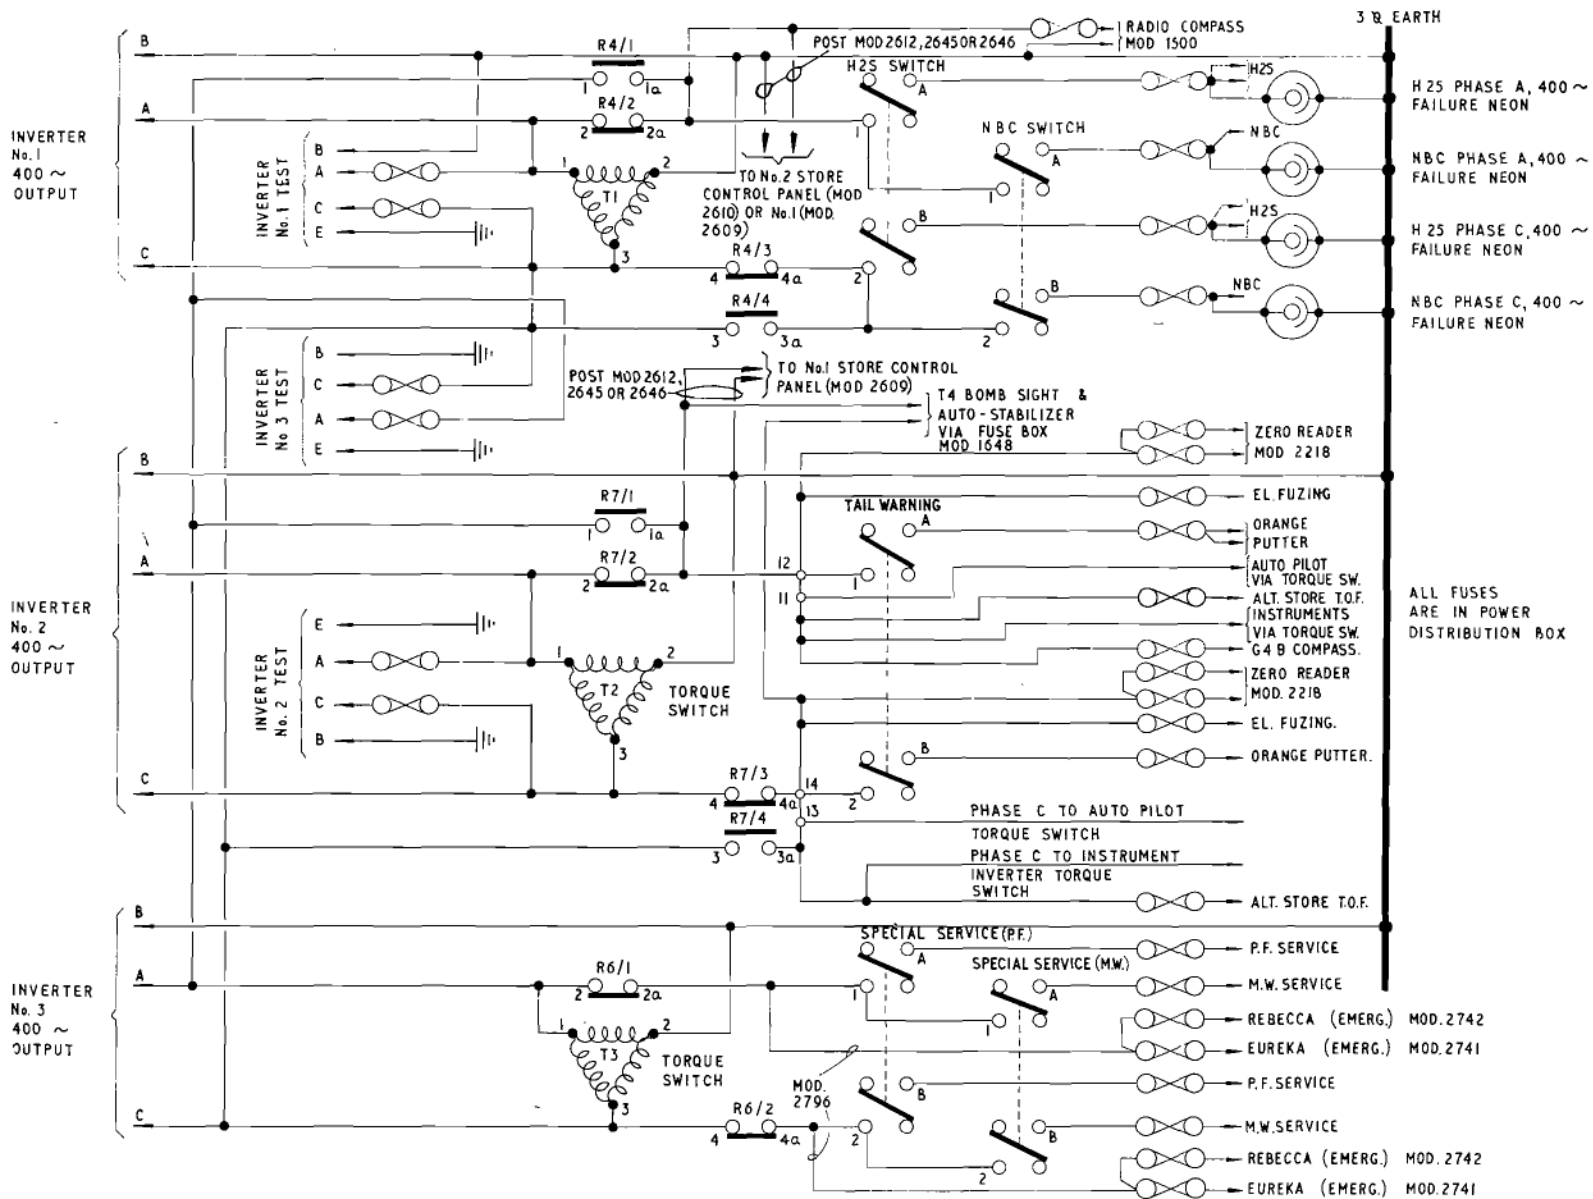 3 Ø EARTH
RADIO COMPASS
MOD 1500
POST MOD 2612, 2645 OR 2646
B
R4/1
1
1a
H2S SWITCH
A
H2S
H 2S PHASE A, 400 ~
FAILURE NEON
A
R4/2
2
2a
1
NBC SWITCH
INVERTER
No. 1
400 ~
OUTPUT
INVERTER
No. 1 TEST
B
A
C
E
1
2
T1
3
TO No. 2 STORE
CONTROL PANEL (MOD
2610) OR No. 1 (MOD.
2609)
A
1
NBC
NBC PHASE A, 400 ~
FAILURE NEON
B
H2S
H 2S PHASE C, 400 ~
FAILURE NEON
C
R4/3
4
4a
2
R4/4
3
3a
B
2
NBC
NBC PHASE C, 400 ~
FAILURE NEON
INVERTER
No 3 TEST
B
C
A
E
POST MOD 2612,
2645 OR 2646
TO No. 1 STORE CONTROL
PANEL (MOD 2609)
T4 BOMB SIGHT &
AUTO - STABILIZER
VIA FUSE BOX
MOD 1648
ZERO READER
MOD 2218
B
R7/1
1
1a
TAIL WARNING
A
EL. FUZING
ORANGE
PUTTER
A
R7/2
2
2a
12
1
11
AUTO PILOT
VIA TORQUE SW.
ALT. STORE T.O.F.
INSTRUMENTS
VIA TORQUE SW.
G4 B COMPASS.
ZERO READER
MOD. 2218
EL. FUZING.
ALL FUSES
ARE IN POWER
DISTRIBUTION BOX
INVERTER
No. 2
400 ~
OUTPUT
INVERTER
No. 2 TEST
E
A
C
B
1
2
T2
3
TORQUE
SWITCH
B
ORANGE PUTTER.
C
R7/3
4
4a
14
2
13
R7/4
3
3a
PHASE C TO AUTO PILOT
TORQUE SWITCH
PHASE C TO INSTRUMENT
INVERTER TORQUE
SWITCH
ALT. STORE T.O.F.
B
SPECIAL SERVICE (P.F.)
A
P.F. SERVICE
SPECIAL SERVICE (M.W.)
A
R6/1
2
2a
1
A
1
M.W. SERVICE
INVERTER
No. 3
400 ~
OUTPUT
1
2
T3
3
TORQUE
SWITCH
REBECCA (EMERG.) MOD. 2742
EUREKA (EMERG.) MOD. 2741
MOD.
2796
B
P.F. SERVICE
C
R6/2
4
4a
2
B
2
M.W. SERVICE
REBECCA (EMERG.) MOD. 2742
EUREKA (EMERG.) MOD. 2741